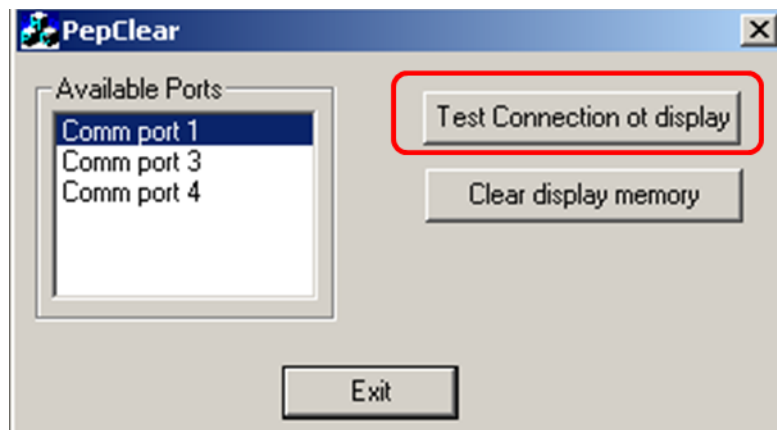 PepClear
Available Ports
Comm port 1
Comm port 3
Comm port 4
Test Connection ot display
Clear display memory
Exit